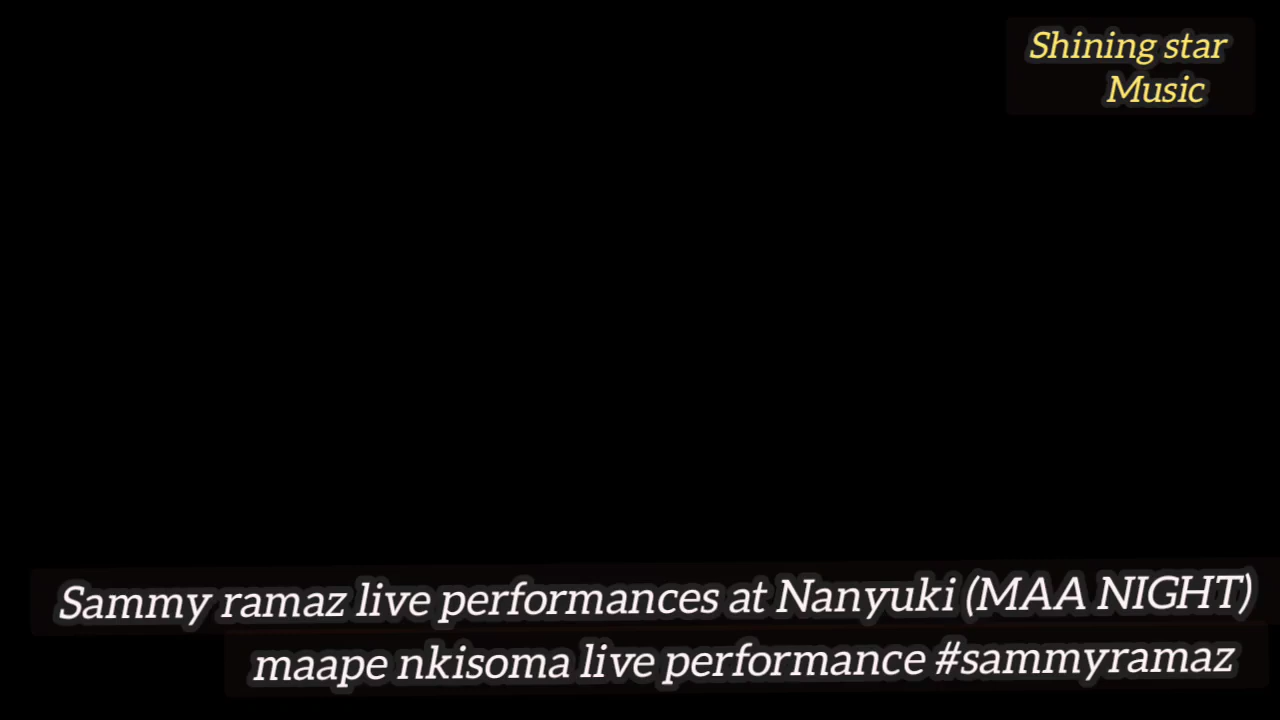 Shining star
Music
Sammy ramaz live performances at Nanyuki (MAA NIGHT)
maape nkisoma live performance #sammyramaz